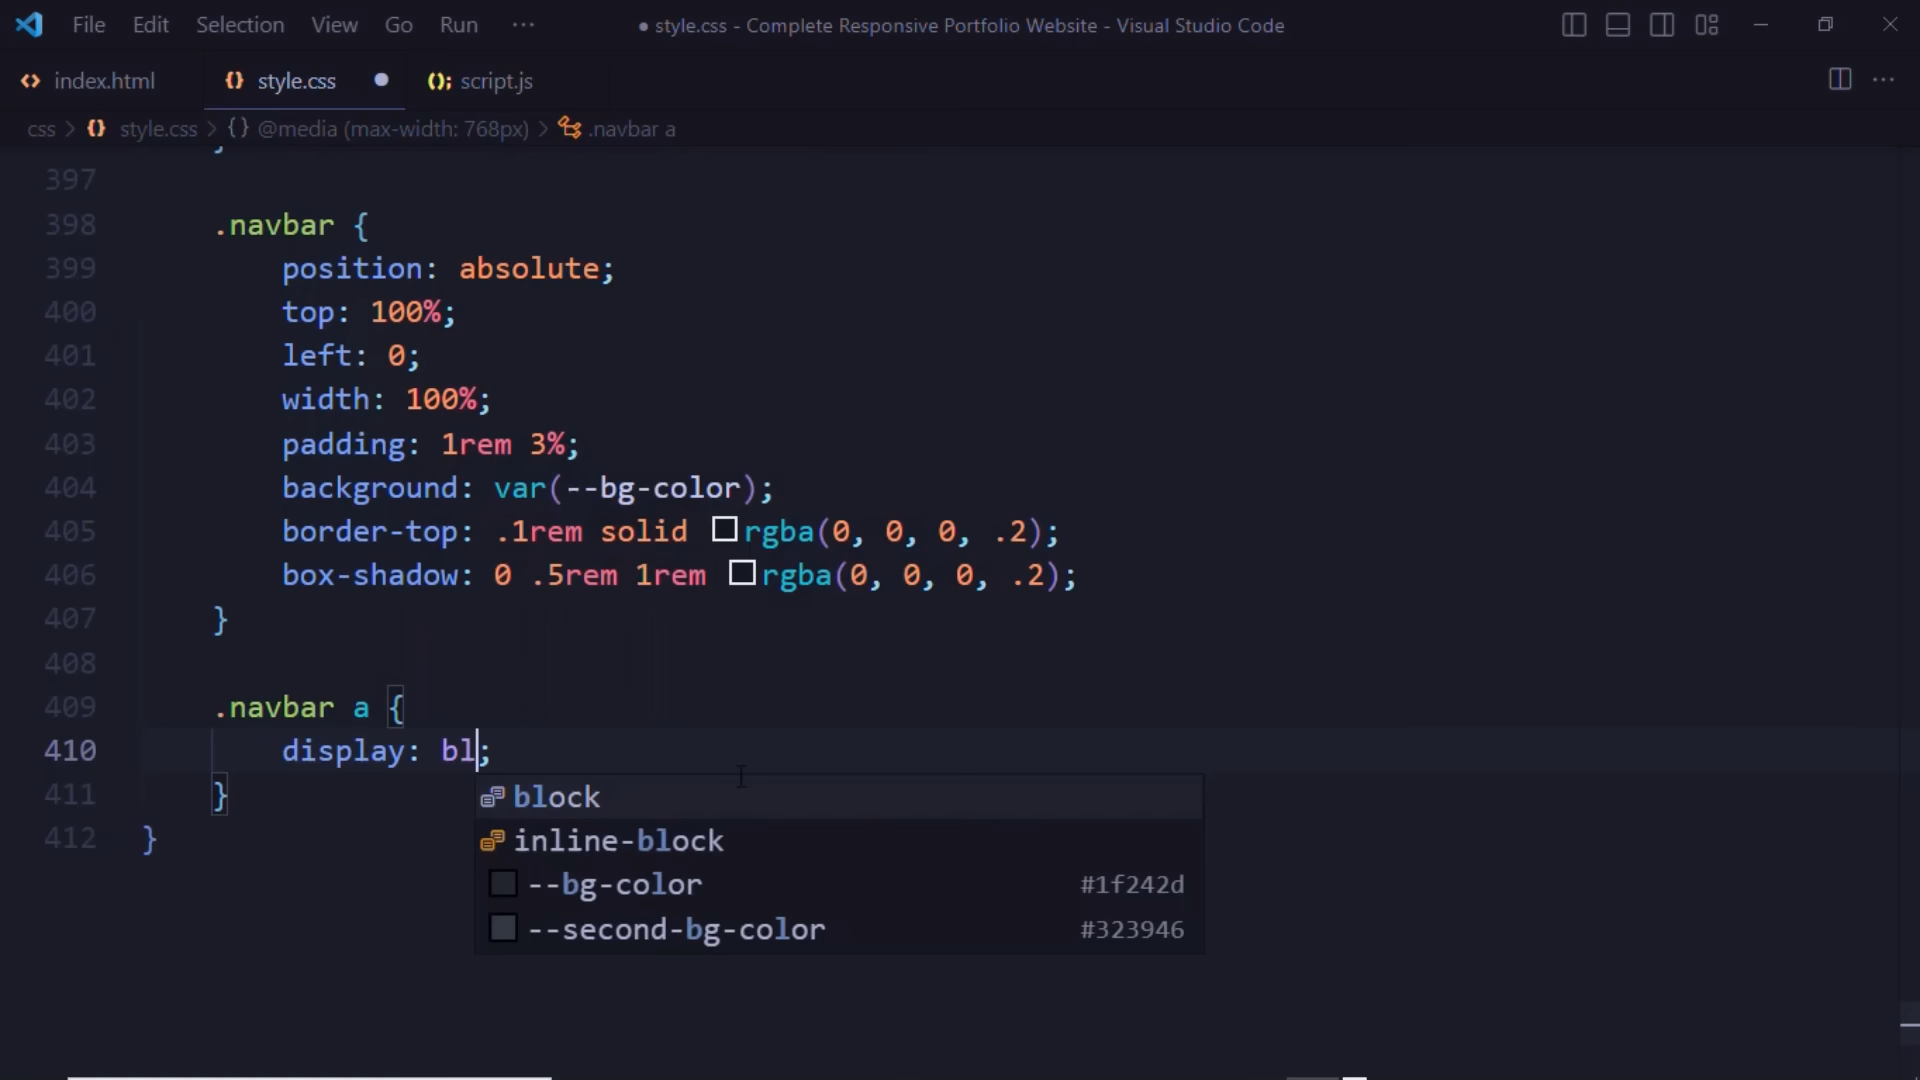 File Edit Selection View Go Run ··· ● style.css - Complete Responsive Portfolio Website - Visual Studio Code
index.html style.css ● script.js
css > style.css > {} @media (max-width: 768px) > .navbar a
397
398 .navbar {
399 position: absolute;
400 top: 100%;
401 left: 0;
402 width: 100%;
403 padding: 1rem 3%;
404 background: var(--bg-color);
405 border-top: .1rem solid rgba(0, 0, 0, .2);
406 box-shadow: 0 .5rem 1rem rgba(0, 0, 0, .2);
407 }
408
409 .navbar a {
410 display: bl;
block
411 }
inline-block
412 }
--bg-color #1f242d
--second-bg-color #323946